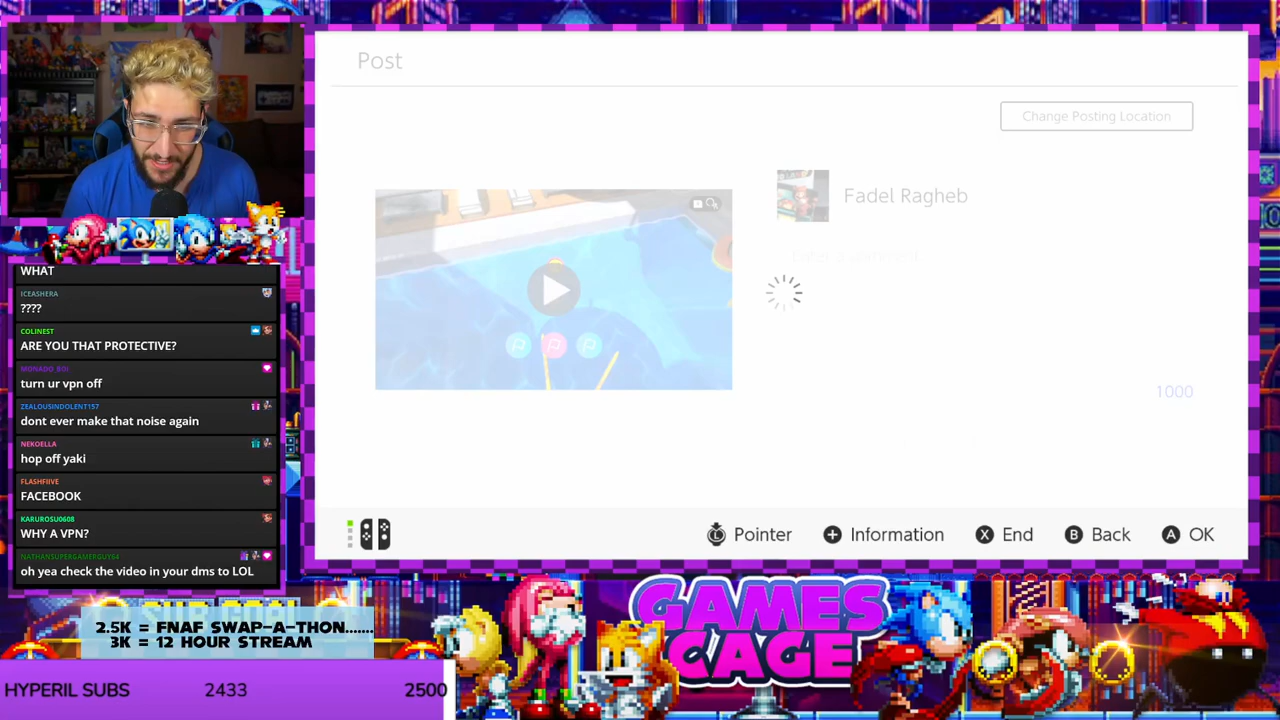 Post
Change Posting Location
Fadel Ragheb
Enter a comment
1000
Pointer
Information
End
Back
OK
WHAT
ICEASHERA
????
COLINEST
ARE YOU THAT PROTECTIVE?
MONADO_BOI
turn ur vpn off
ZEALOUSINDOLENT157
dont ever make that noise again
NEKOELLA
hop off yaki
FLASHFIIVE
FACEBOOK
KARUROSU0608
WHY A VPN?
NATHANSUPERGAMERGUY64
oh yea check the video in your dms to LOL
2.5K = FNAF SWAP-A-THON.......
3K = 12 HOUR STREAM
HYPERIL SUBS 2433 2500
GAMES
CAGE